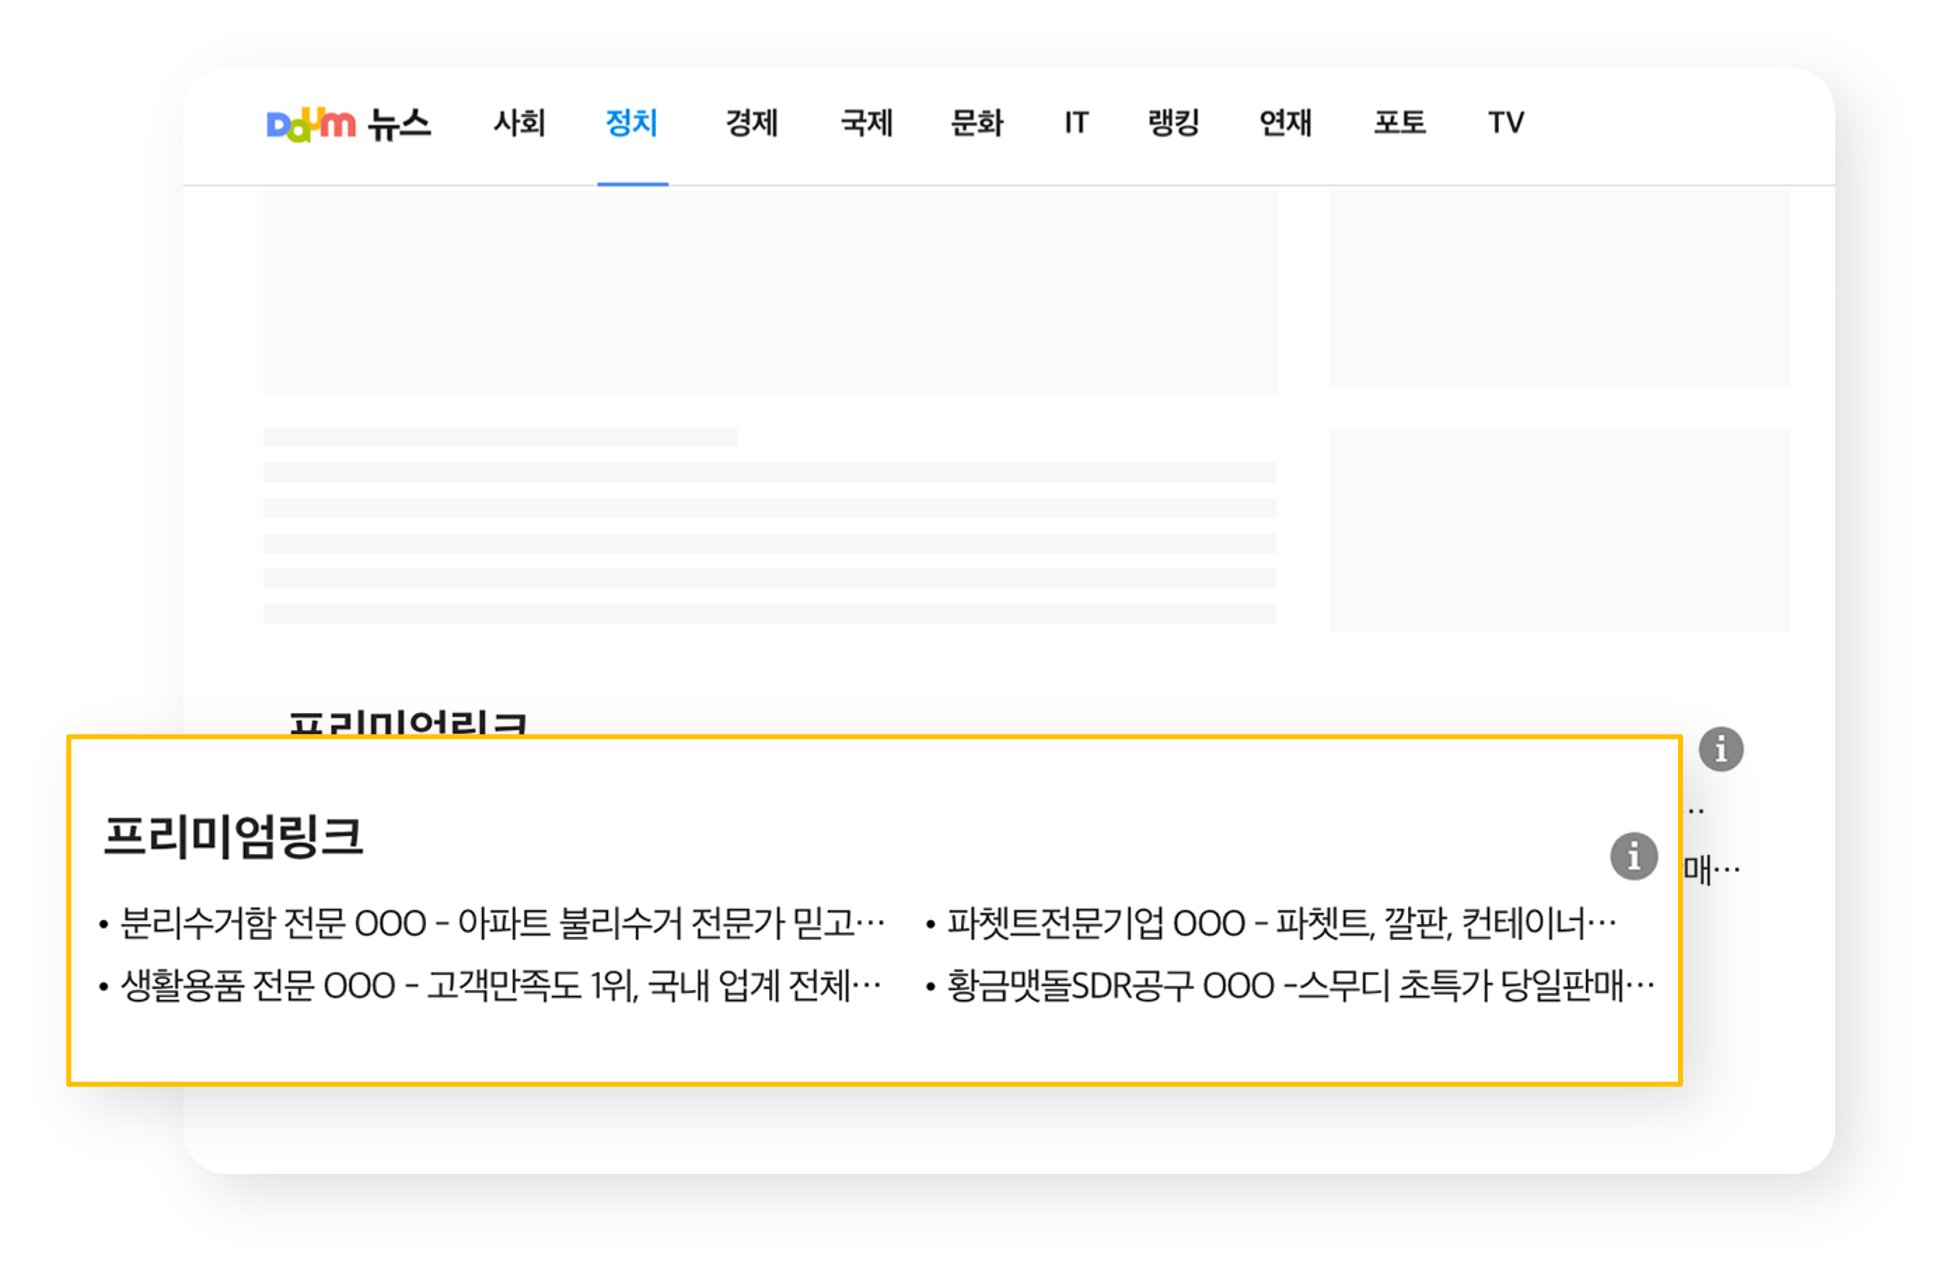 Daum 뉴스 사회 정치 경제 국제 문화 IT 랭킹 연재 포토 TV
프리미엄링크
프리미엄링크
• 분리수거함 전문 OOO - 아파트 불리수거 전문가 믿고…
• 파쳇트전문기업 OOO - 파쳇트, 깔판, 컨테이너…
• 생활용품 전문 OOO - 고객만족도 1위, 국내 업계 전체…
• 황금맷돌SDR공구 OOO -스무디 초특가 당일판매…
매…